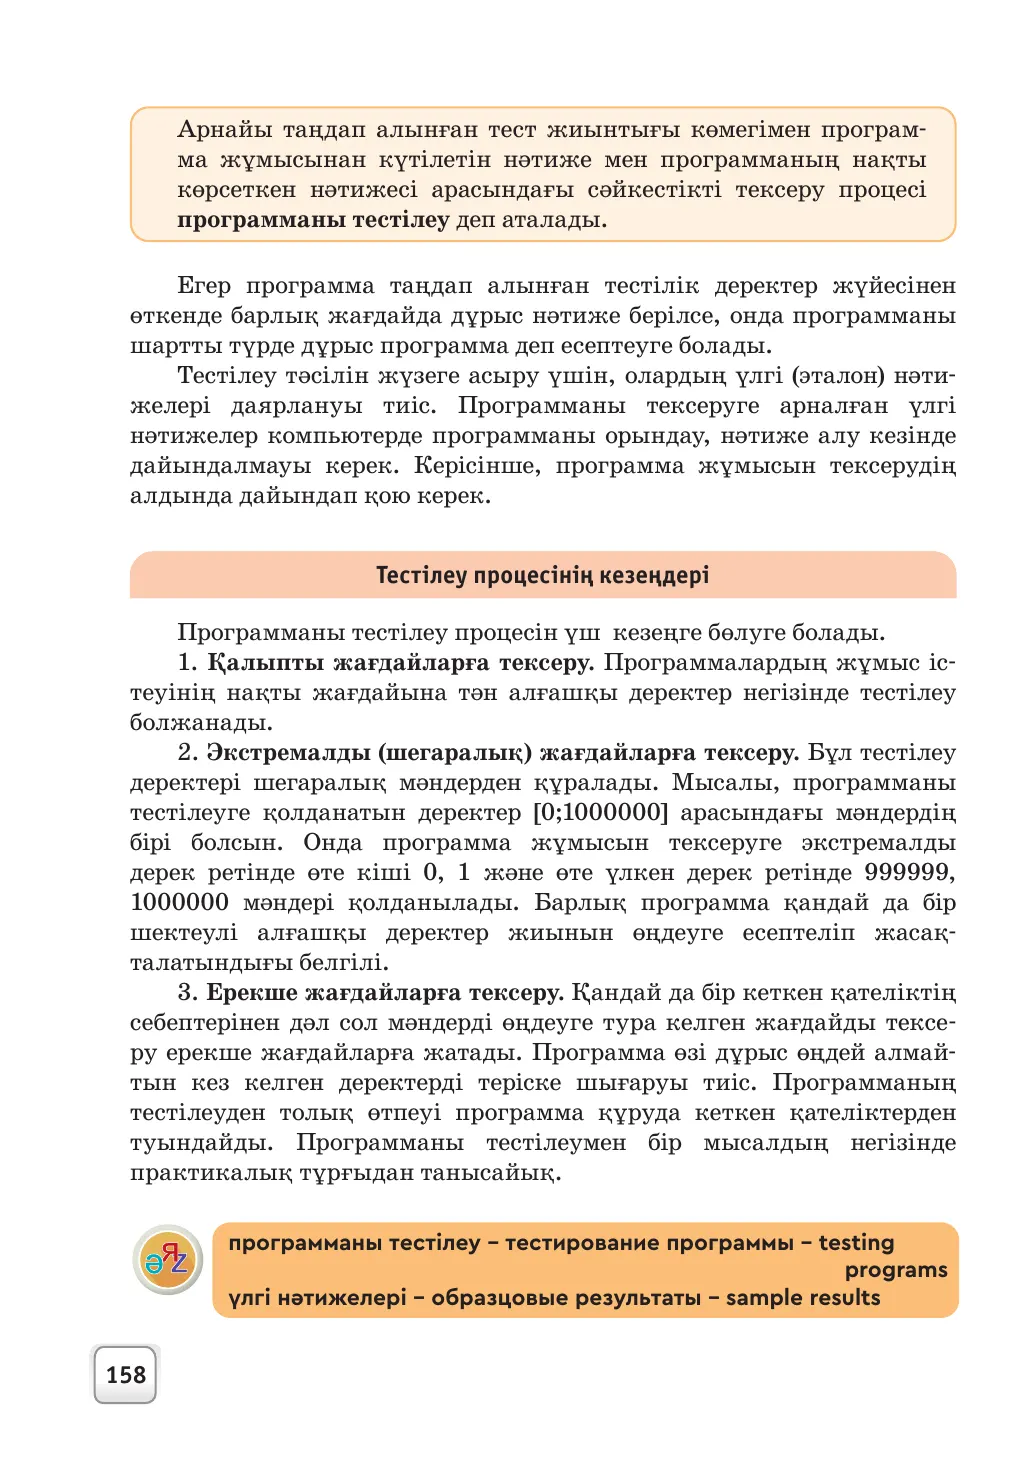 Арнайы таңдап алынған тест жиынтығы көмегімен програм-
ма жұмысынан күтілетін нәтиже мен программаның нақты
көрсеткен нәтижесі арасындағы сәйкестікті тексеру процесі
программаны тестілеу деп аталады.
Егер программа таңдап алынған тестілік деректер жүйесінен
өткенде барлық жағдайда дұрыс нәтиже берілсе, онда программаны
шартты түрде дұрыс программа деп есептеуге болады.
Тестілеу тәсілін жүзеге асыру үшін, олардың үлгі (эталон) нәти-
желері даярлануы тиіс. Программаны тексеруге арналған үлгі
нәтижелер компьютерде программаны орындау, нәтиже алу кезінде
дайындалмауы керек. Керісінше, программа жұмысын тексерудің
алдында дайындап қою керек.
Тестілеу процесінің кезеңдері
Программаны тестілеу процесін үш кезеңге бөлуге болады.
1. Қалыпты жағдайларға тексеру. Программалардың жұмыс іс-
теуінің нақты жағдайына тән алғашқы деректер негізінде тестілеу
болжанады.
2. Экстремалды (шегаралық) жағдайларға тексеру. Бұл тестілеу
деректері шегаралық мәндерден құралады. Мысалы, программаны
тестілеуге қолданатын деректер [0;1000000] арасындағы мәндердің
бірі болсын. Онда программа жұмысын тексеруге экстремалды
дерек ретінде өте кіші 0, 1 және өте үлкен дерек ретінде 999999,
1000000 мәндері қолданылады. Барлық программа қандай да бір
шектеулі алғашқы деректер жиынын өңдеуге есептеліп жасақ-
талатындығы белгілі.
3. Ерекше жағдайларға тексеру. Қандай да бір кеткен қателіктің
себептерінен дәл сол мәндерді өңдеуге тура келген жағдайды тексе-
ру ерекше жағдайларға жатады. Программа өзі дұрыс өңдей алмай-
тын кез келген деректерді теріске шығаруы тиіс. Программаның
тестілеуден толық өтпеуі программа құруда кеткен қателіктерден
туындайды. Программаны тестілеумен бір мысалдың негізінде
практикалық тұрғыдан танысайық.
ә Я Z
программаны тестілеу – тестирование программы – testing
programs
үлгі нәтижелері – образцовые результаты – sample results
158